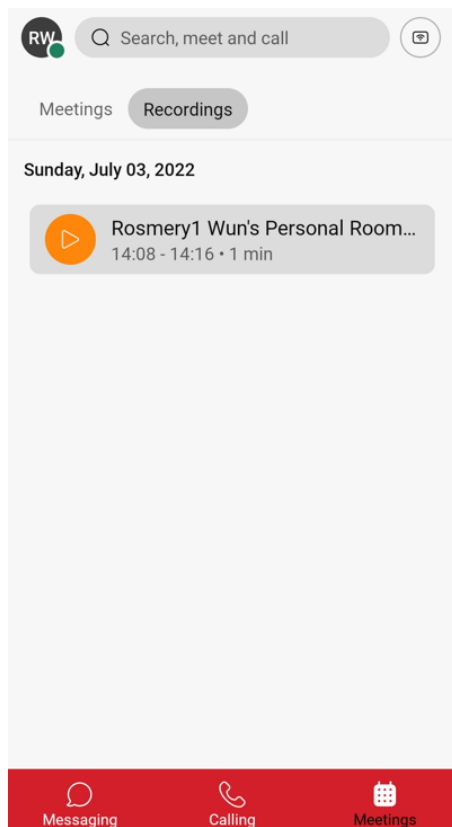 RW
Search, meet and call
Meetings Recordings
Sunday, July 03, 2022
Rosmery1 Wun's Personal Room...
14:08 - 14:16 • 1 min
Messaging Calling Meetings